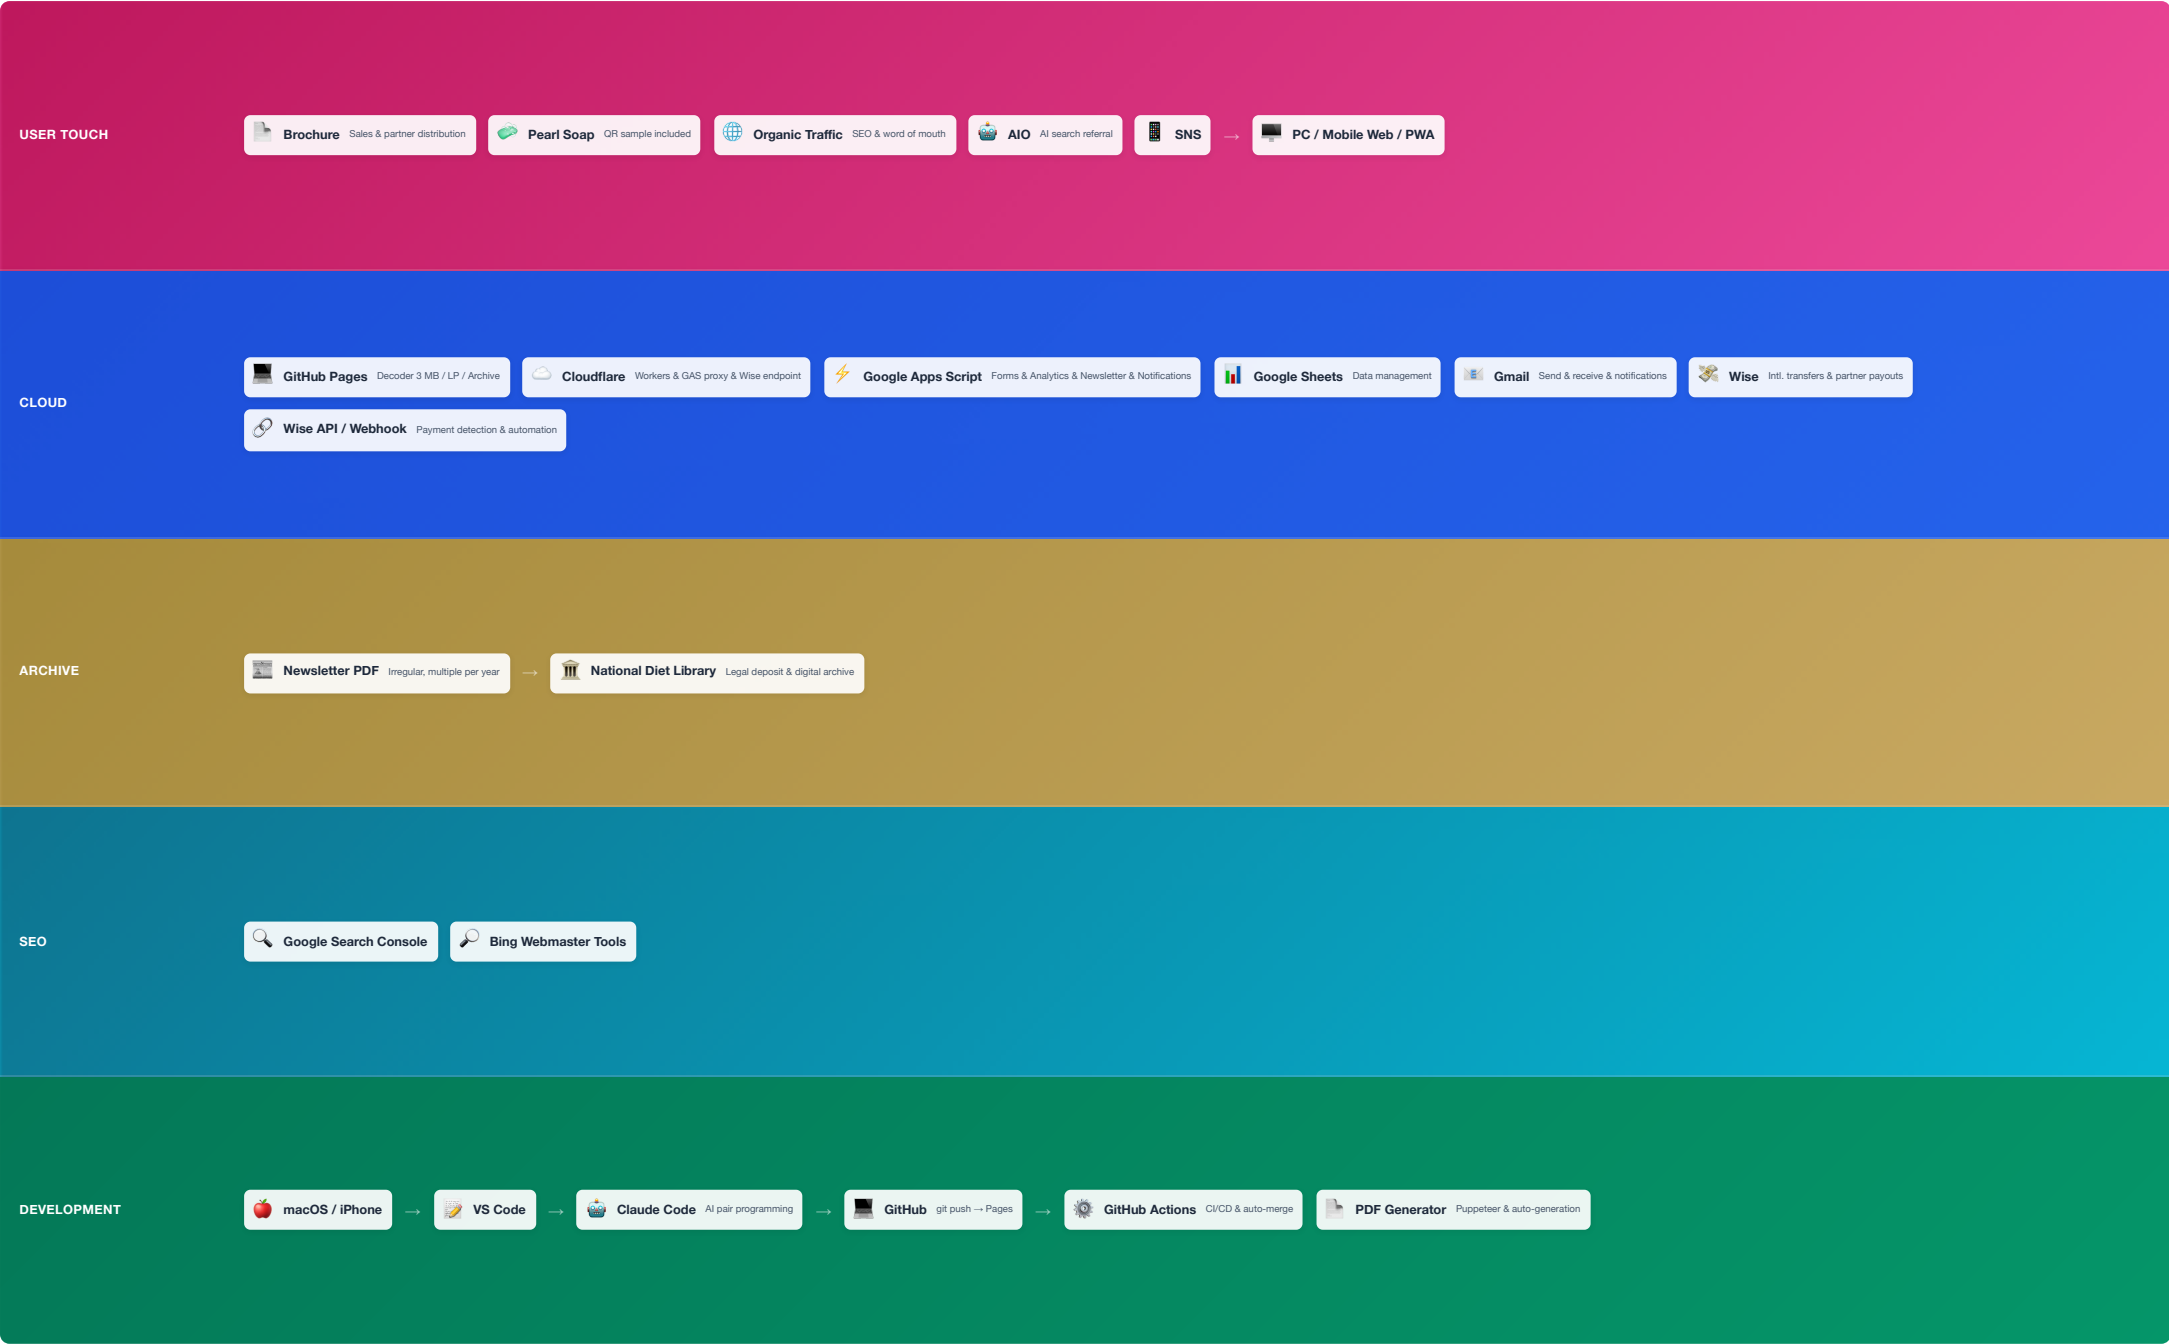 USER TOUCH
Brochure Sales & partner distribution
Pearl Soap QR sample included
Organic Traffic SEO & word of mouth
AIO AI search referral
SNS
→
PC / Mobile Web / PWA
CLOUD
GitHub Pages Decoder 3 MB / LP / Archive
Cloudflare Workers & GAS proxy & Wise endpoint
Google Apps Script Forms & Analytics & Newsletter & Notifications
Google Sheets Data management
Gmail Send & receive & notifications
Wise Intl. transfers & partner payouts
Wise API / Webhook Payment detection & automation
ARCHIVE
Newsletter PDF Irregular, multiple per year
→
National Diet Library Legal deposit & digital archive
SEO
Google Search Console
Bing Webmaster Tools
DEVELOPMENT
macOS / iPhone
→
VS Code
→
Claude Code AI pair programming
→
GitHub git push → Pages
→
GitHub Actions CI/CD & auto-merge
PDF Generator Puppeteer & auto-generation